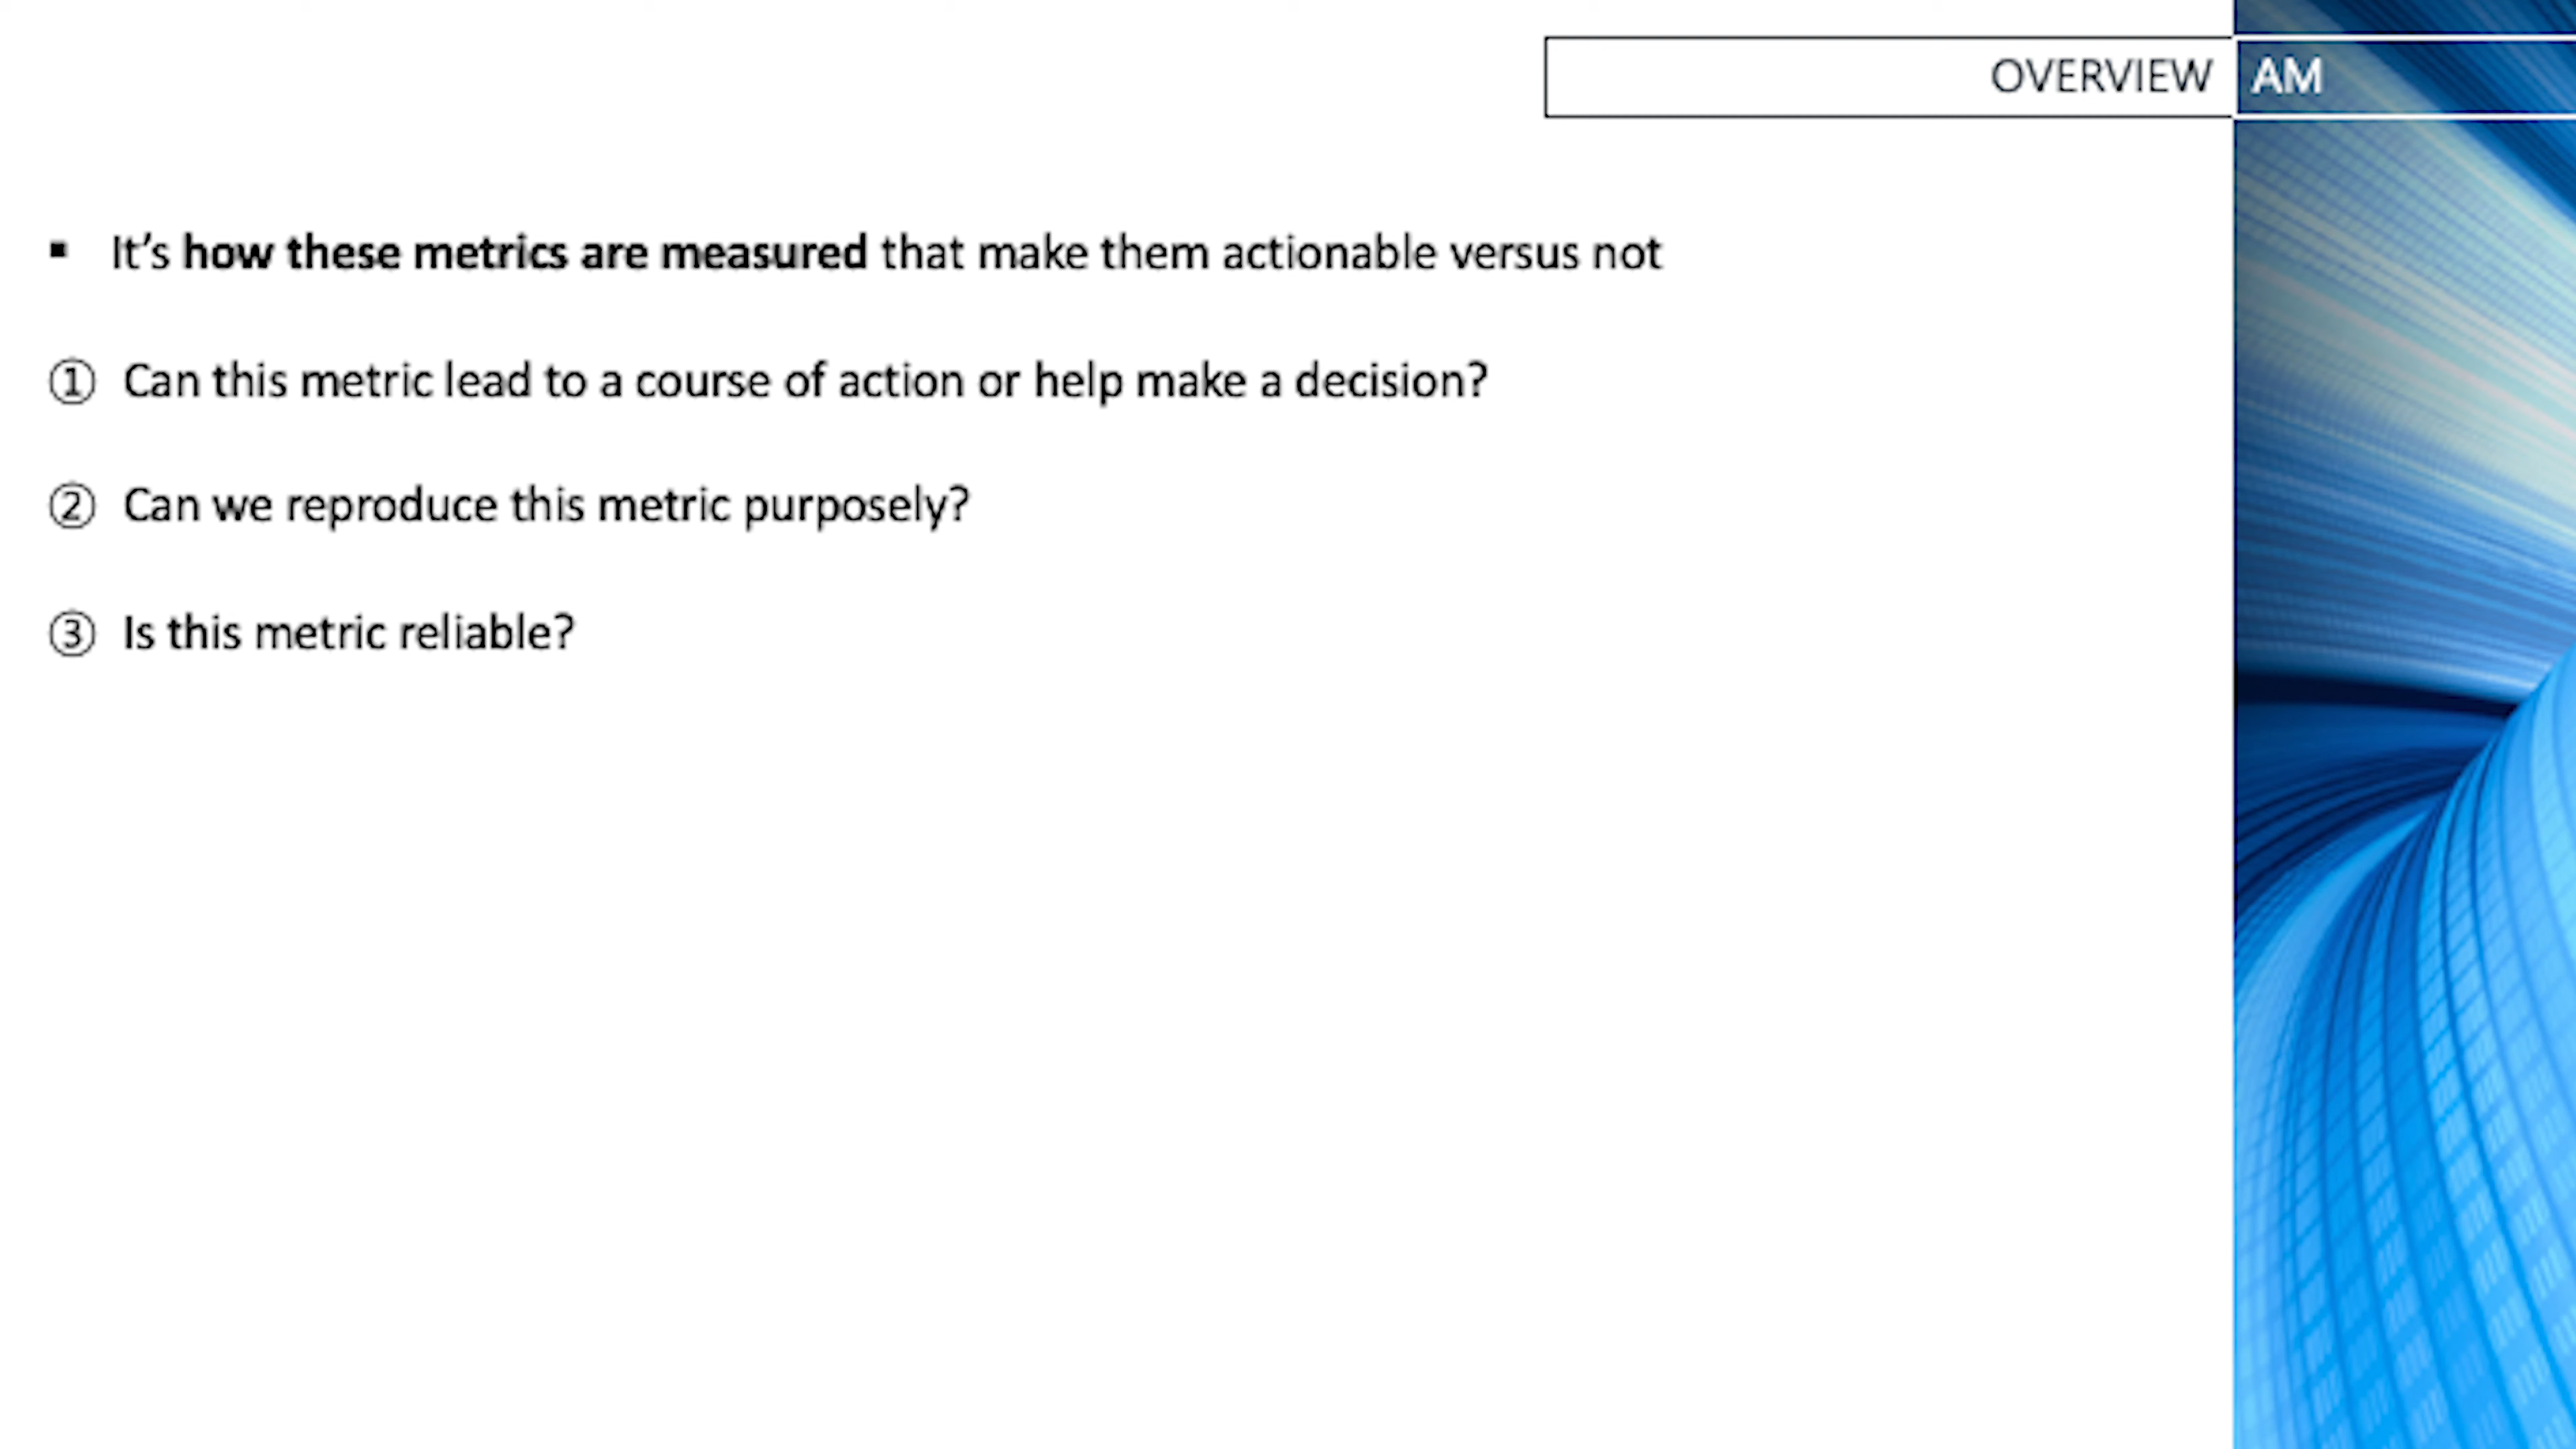 OVERVIEW AM
▪ It's how these metrics are measured that make them actionable versus not
① Can this metric lead to a course of action or help make a decision?
② Can we reproduce this metric purposely?
③ Is this metric reliable?